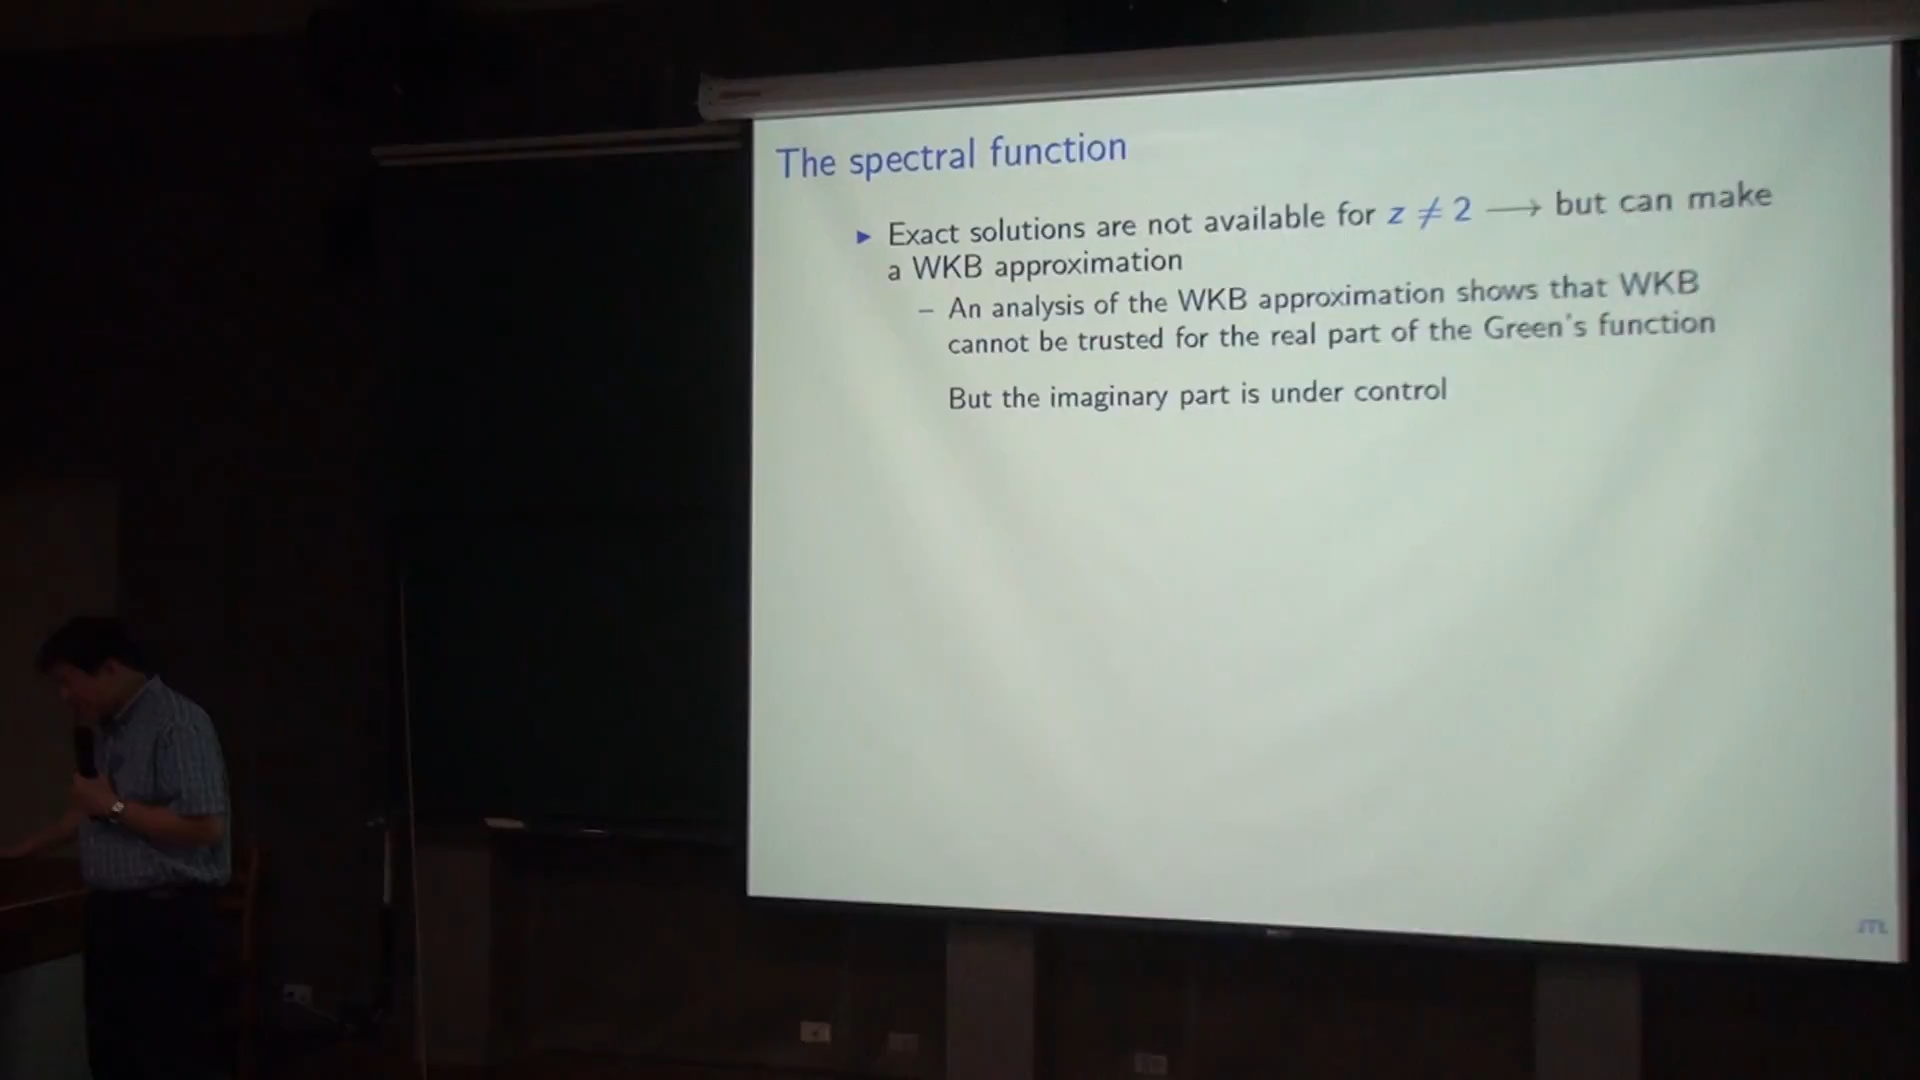 The spectral function
▶ Exact solutions are not available for z ≠ 2 ⟶ but can make
a WKB approximation
– An analysis of the WKB approximation shows that WKB
cannot be trusted for the real part of the Green's function
But the imaginary part is under control